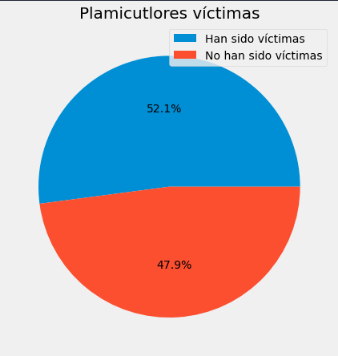 Plamicutlores víctimas
Han sido víctimas
No han sido víctimas
52.1%
47.9%